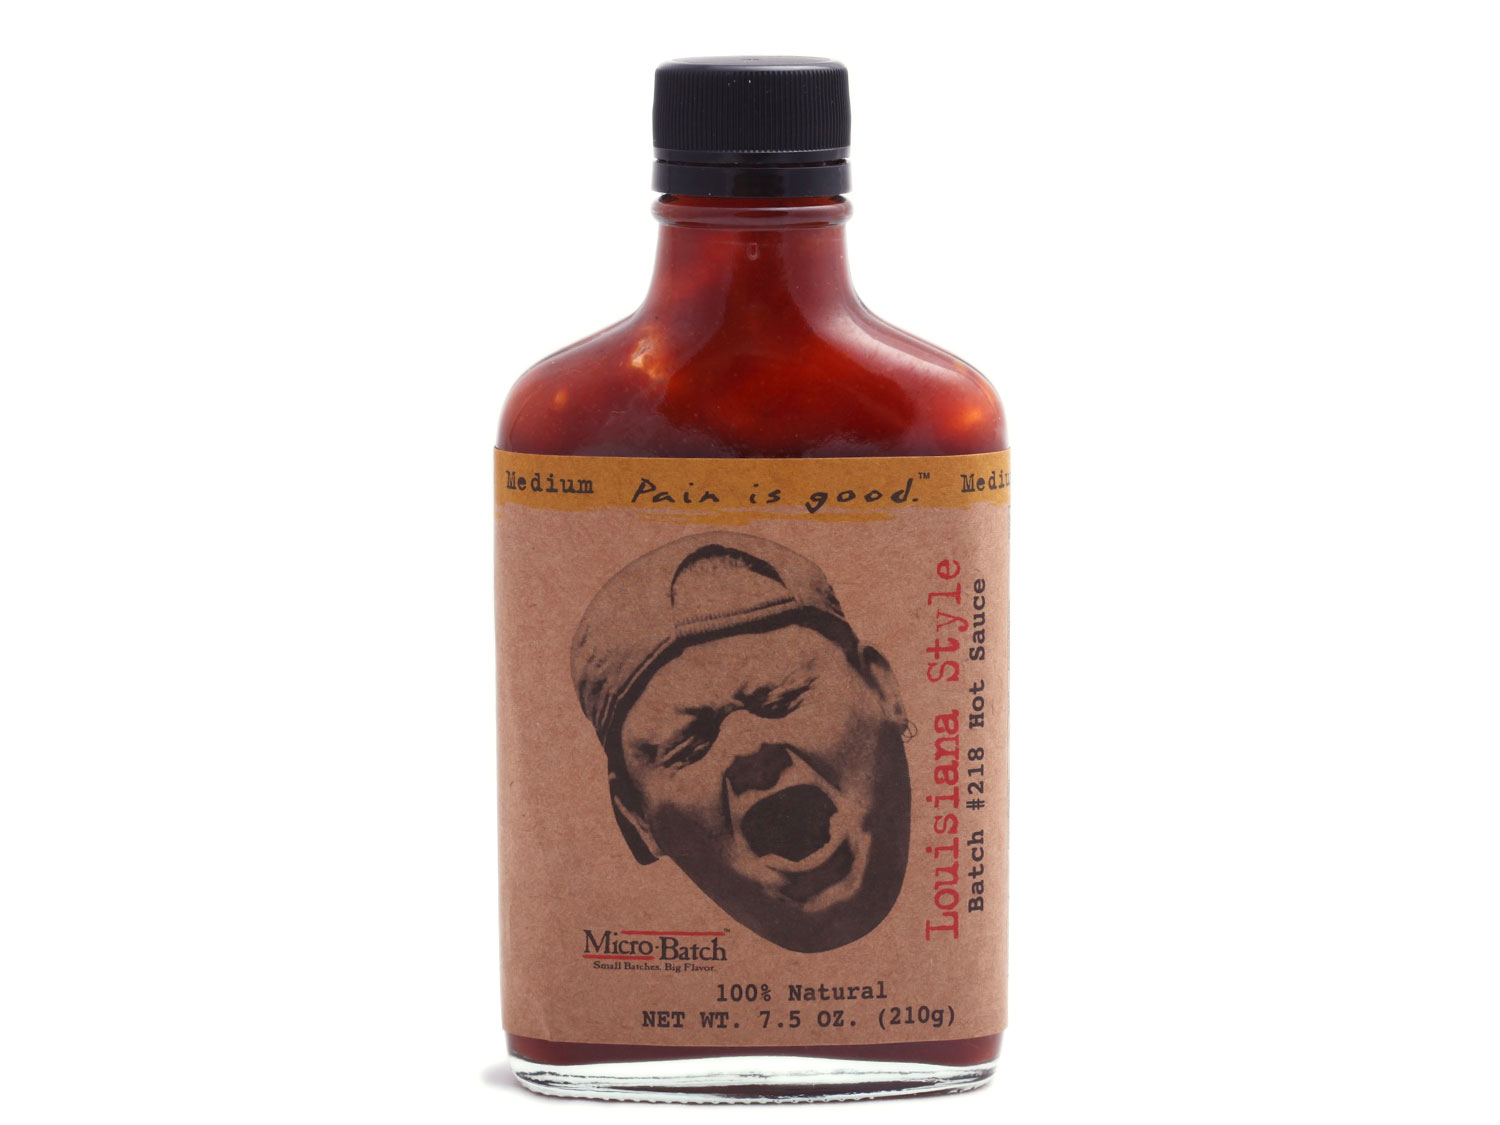 Medium Pain is good.™ Mediu
Louisiana Style
Batch #218 Hot Sauce
Micro·Batch™
Small Batches. Big Flavor.
100% Natural
NET WT. 7.5 OZ. (210g)